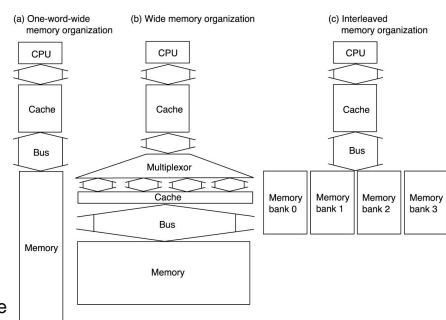 (a) One-word-wide
memory organization
CPU
Cache
Bus
Memory
(b) Wide memory organization
CPU
Cache
Multiplexor
Cache
Bus
Memory
(c) Interleaved
memory organization
CPU
Cache
Bus
Memory
bank 0
Memory
bank 1
Memory
bank 2
Memory
bank 3
e